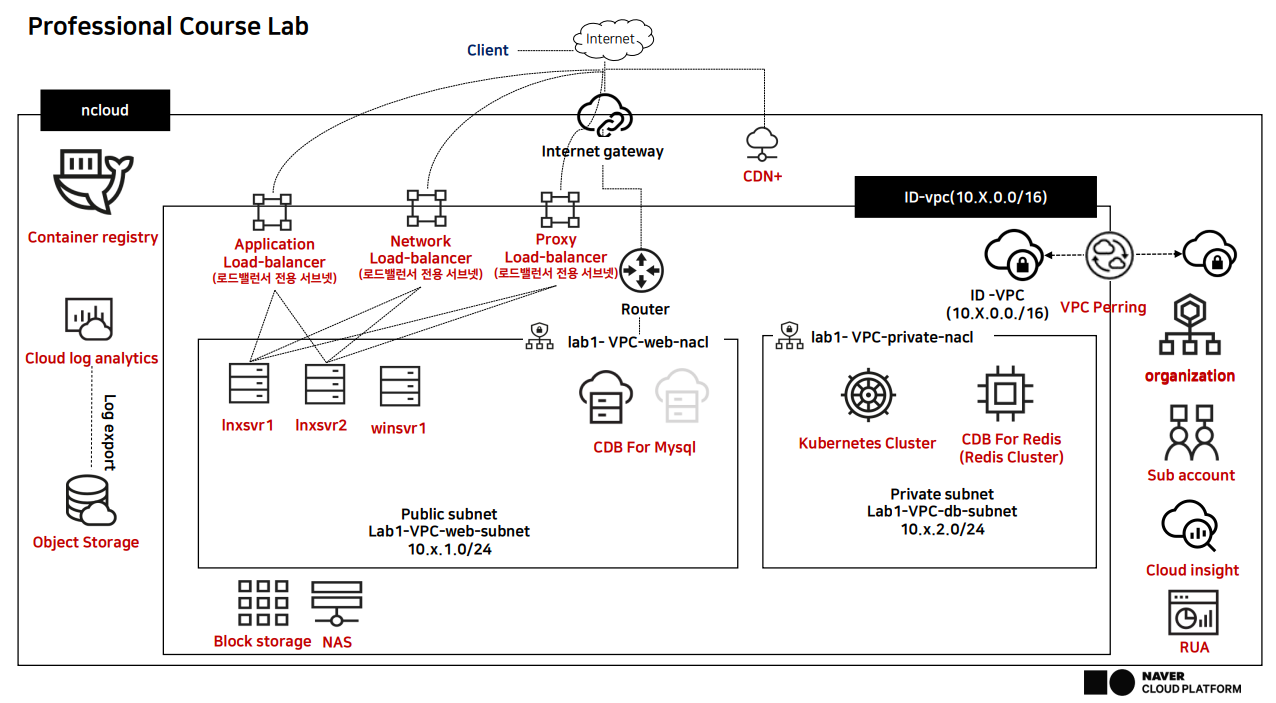 Professional Course Lab
Client
Internet
ncloud
Internet gateway
CDN+
ID-vpc(10.X.0.0/16)
Container registry
Application
Load-balancer
(로드밸런서 전용 서브넷)
Network
Load-balancer
(로드밸런서 전용 서브넷)
Proxy
Load-balancer
(로드밸런서 전용 서브넷)
Router
ID -VPC
(10.X.0.0./16)
VPC Perring
Cloud log analytics
Log export
Object Storage
lab1- VPC-web-nacl
lnxsvr1
lnxsvr2
winsvr1
CDB For Mysql
Public subnet
Lab1-VPC-web-subnet
10.x.1.0/24
lab1- VPC-private-nacl
Kubernetes Cluster
CDB For Redis
(Redis Cluster)
Private subnet
Lab1-VPC-db-subnet
10.x.2.0/24
organization
Sub account
Cloud insight
RUA
Block storage
NAS
NAVER
CLOUD PLATFORM